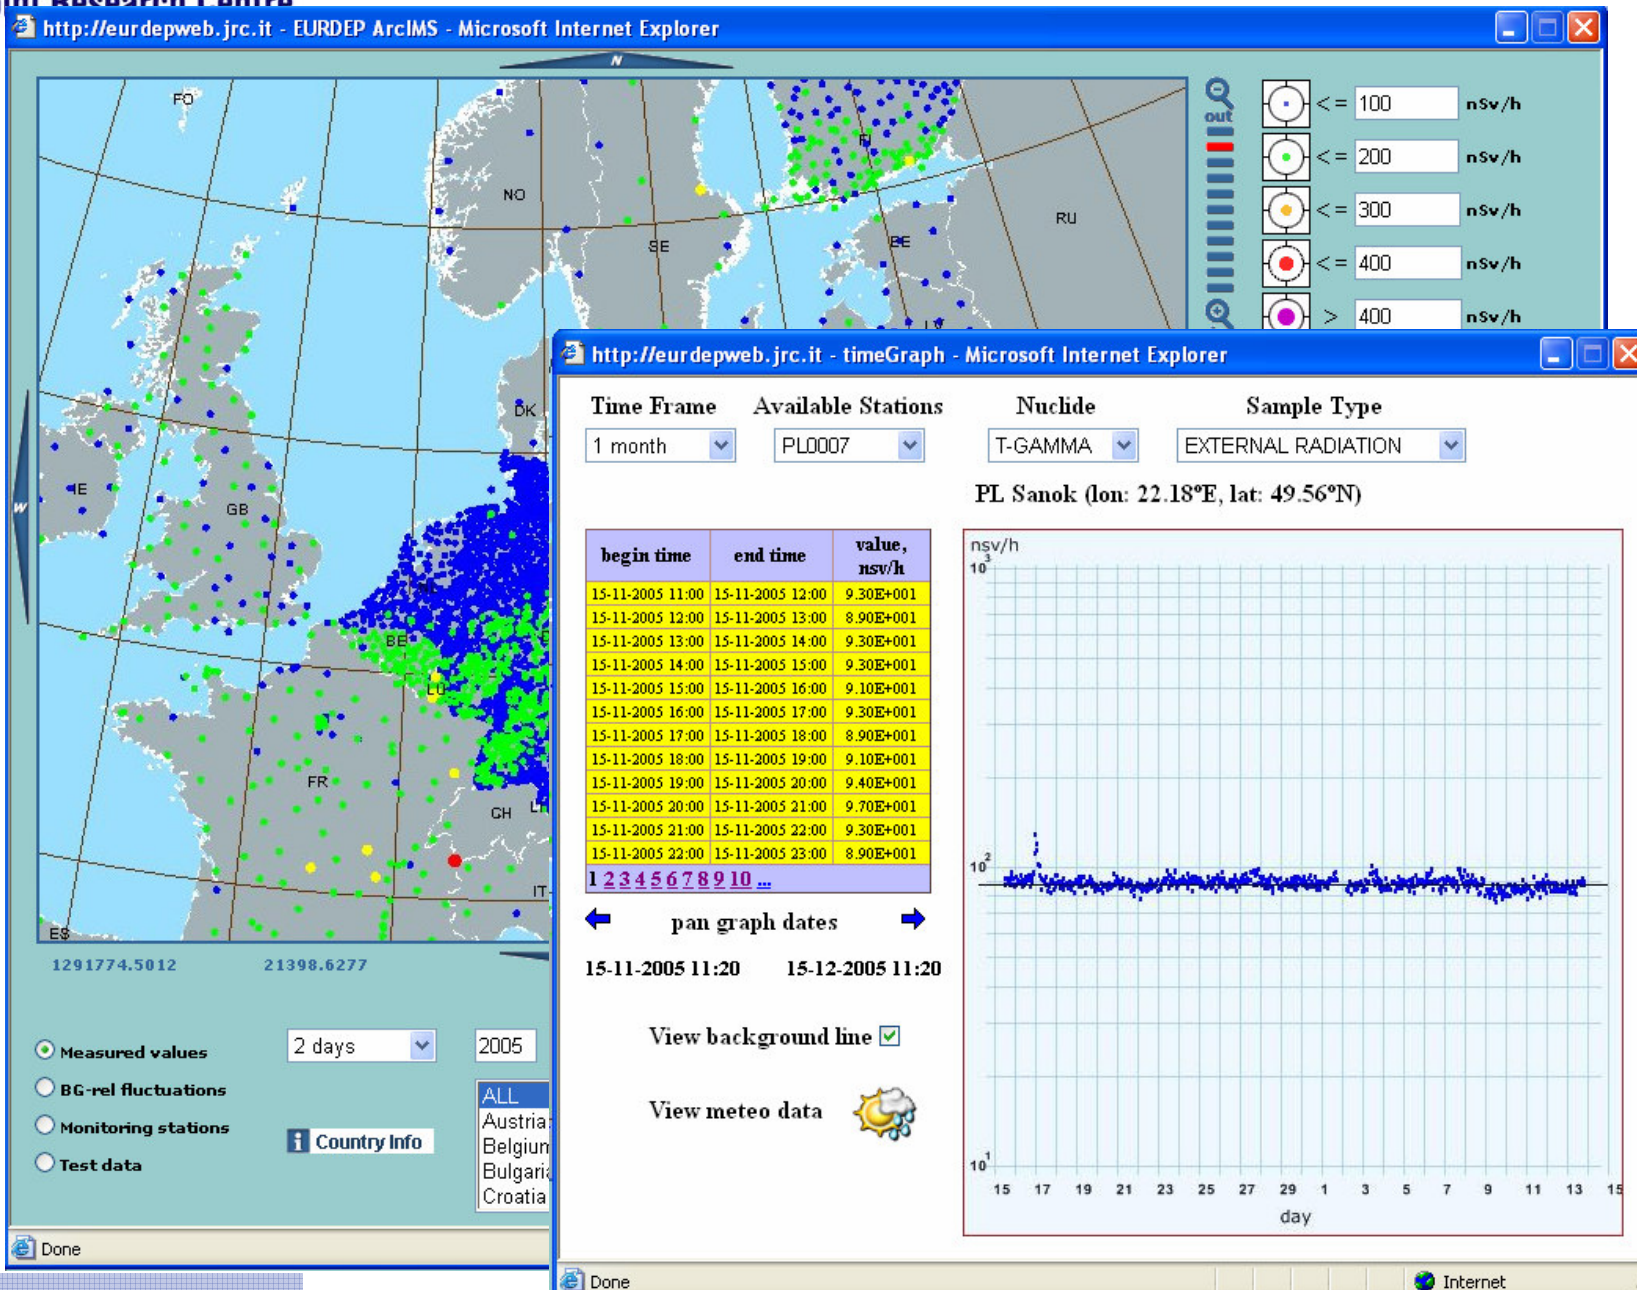 Research Centre
http://eurdepweb.jrc.it - EURDEP ArcIMS - Microsoft Internet Explorer
N
out
<= 100 nSv/h
<= 200 nSv/h
<= 300 nSv/h
<= 400 nSv/h
> 400 nSv/h
FO
NO
FI
RU
SE
EE
LV
DK
IE
GB
W
BE
LU
FR
CH
IT
ES
1291774.5012 21398.6277
Measured values
BG-rel fluctuations
Monitoring stations
Test data
2 days
2005
Country Info
ALL
Austria
Belgium
Bulgaria
Croatia
Done
http://eurdepweb.jrc.it - timeGraph - Microsoft Internet Explorer
Time Frame Available Stations Nuclide Sample Type
1 month PL0007 T-GAMMA EXTERNAL RADIATION
PL Sanok (lon: 22.18ºE, lat: 49.56ºN)
begin time end time value, nsv/h
15-11-2005 11:00 15-11-2005 12:00 9.30E+001
15-11-2005 12:00 15-11-2005 13:00 8.90E+001
15-11-2005 13:00 15-11-2005 14:00 9.30E+001
15-11-2005 14:00 15-11-2005 15:00 9.30E+001
15-11-2005 15:00 15-11-2005 16:00 9.10E+001
15-11-2005 16:00 15-11-2005 17:00 9.30E+001
15-11-2005 17:00 15-11-2005 18:00 8.90E+001
15-11-2005 18:00 15-11-2005 19:00 9.10E+001
15-11-2005 19:00 15-11-2005 20:00 9.40E+001
15-11-2005 20:00 15-11-2005 21:00 9.70E+001
15-11-2005 21:00 15-11-2005 22:00 9.30E+001
15-11-2005 22:00 15-11-2005 23:00 8.90E+001
1 2 3 4 5 6 7 8 9 10 ...
pan graph dates
15-11-2005 11:20 15-12-2005 11:20
View background line
View meteo data
nsv/h
10³
10²
10¹
15 17 19 21 23 25 27 29 1 3 5 7 9 11 13 15
day
Done
Internet